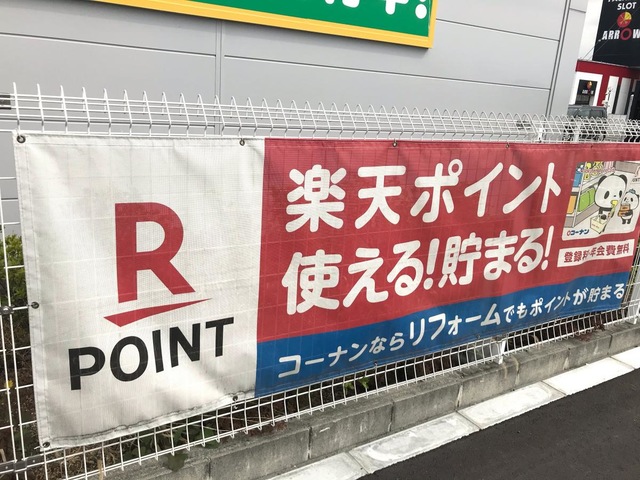 SLOT
ARROW
R
POINT
楽天ポイント
使える!貯まる!
コーナンならリフォームでもポイントが貯まる
コーナン
登録料・年会費無料